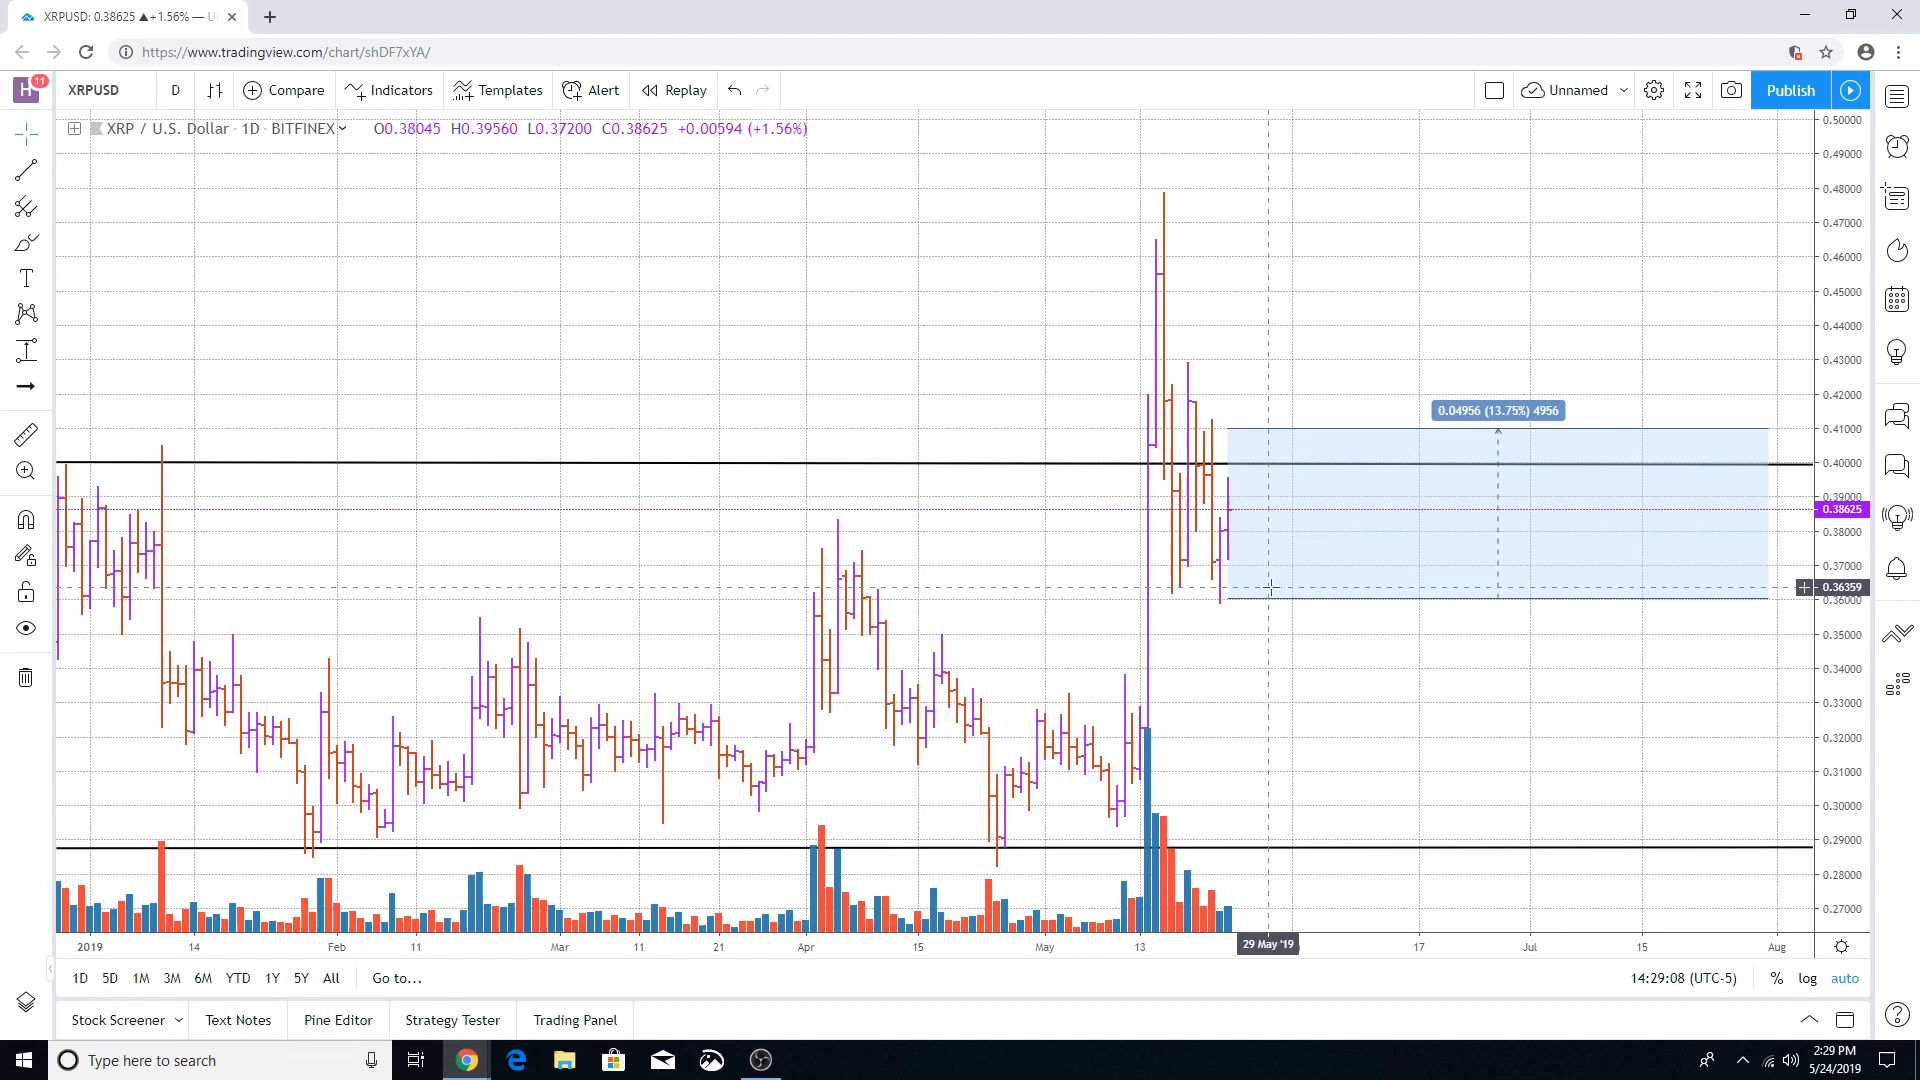 XRPUSD: 0.38625 ▲+1.56% — U
https://www.tradingview.com/chart/shDF7xYA/
H 11 XRPUSD D Compare Indicators Templates Alert Replay Unnamed Publish
XRP / U.S. Dollar · 1D · BITFINEX O0.38045 H0.39560 L0.37200 C0.38625 +0.00594 (+1.56%)
0.50000
0.49000
0.48000
0.47000
0.46000
0.45000
0.44000
0.43000
0.42000
0.04956 (13.75%) 4956
0.41000
0.40000
0.39000
0.38625
0.38000
0.37000
0.36359
0.36000
0.35000
0.34000
0.33000
0.32000
0.31000
0.30000
0.29000
0.28000
0.27000
2019 14 Feb 11 Mar 11 21 Apr 15 May 13 29 May '19 17 Jul 15 Aug
1D 5D 1M 3M 6M YTD 1Y 5Y All Go to... 14:29:08 (UTC-5) % log auto
Stock Screener Text Notes Pine Editor Strategy Tester Trading Panel
Type here to search
2:29 PM
5/24/2019